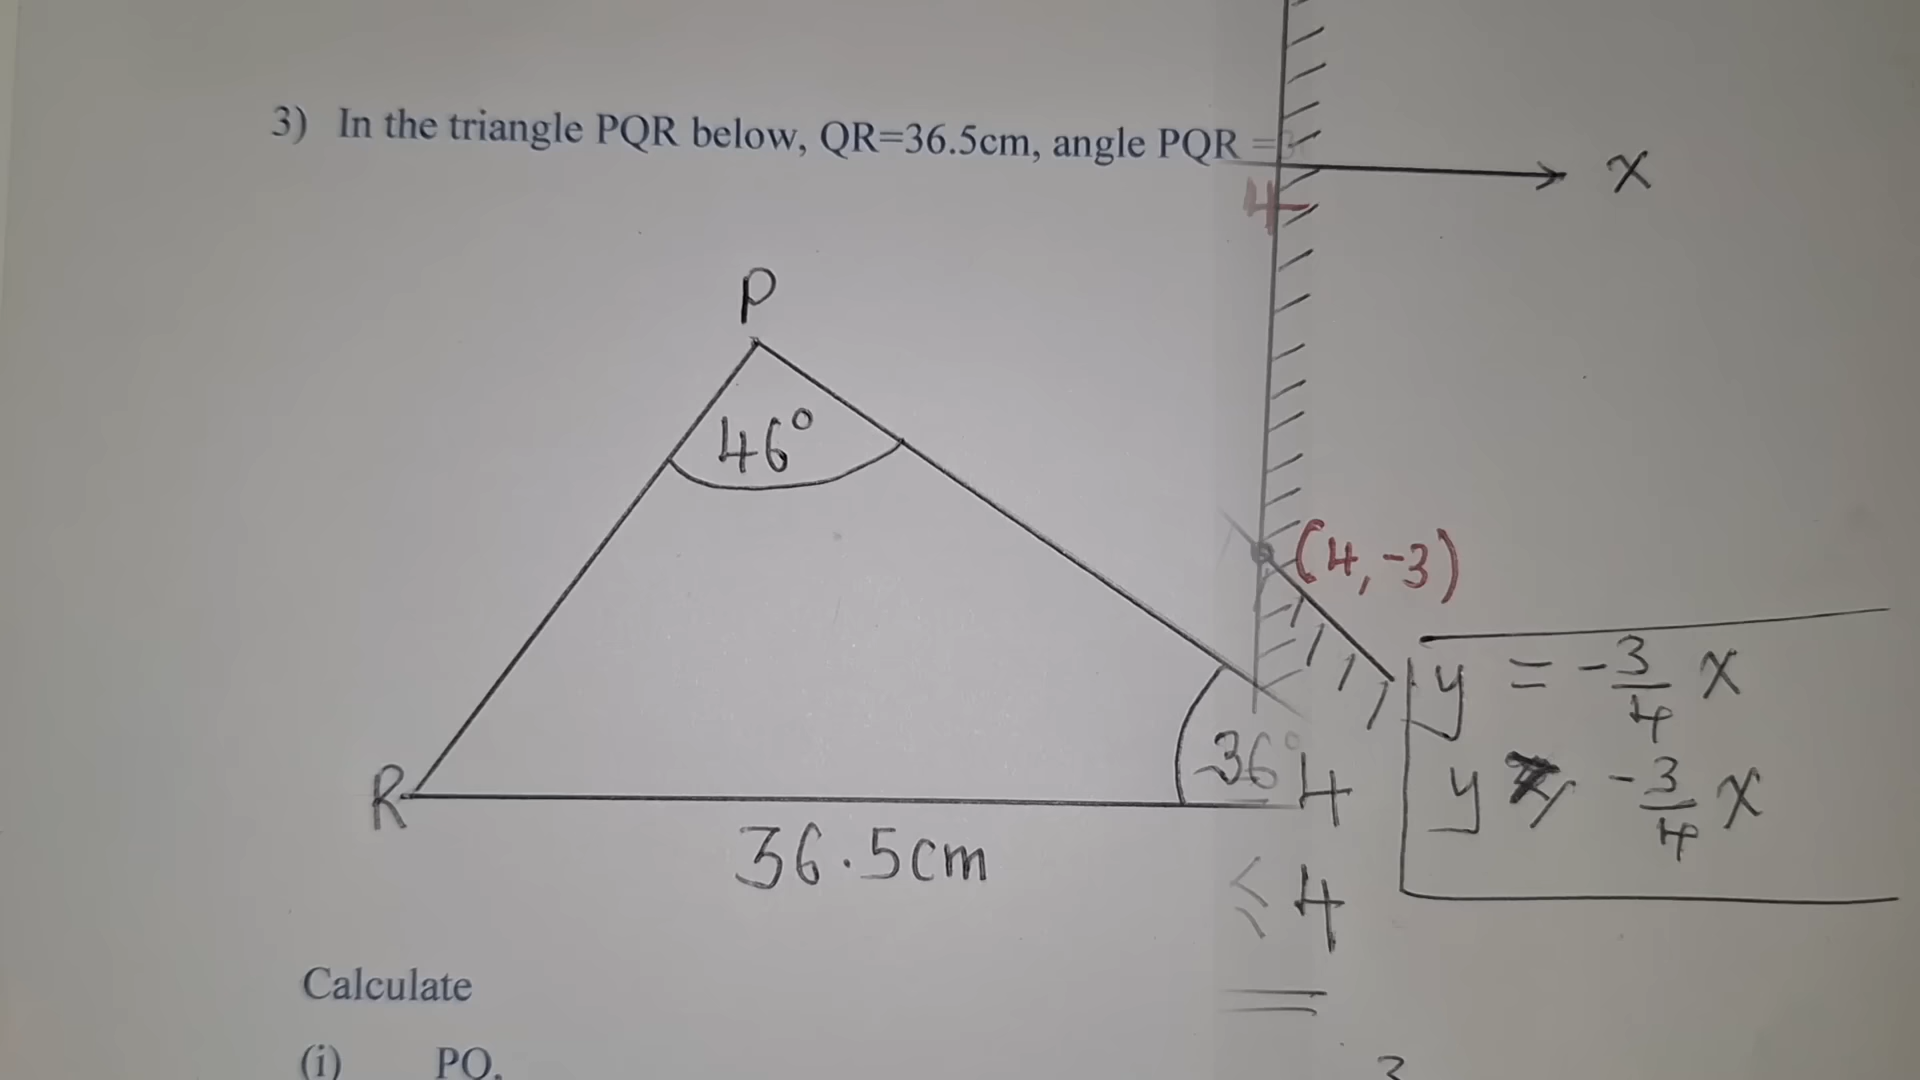 3) In the triangle PQR below, QR=36.5cm, angle PQR =
x
4
P
46°
(4, -3)
y = -3/4 x
36°
4
y -3/4 x
R
36.5cm
≤ 4
Calculate
(i) PQ.